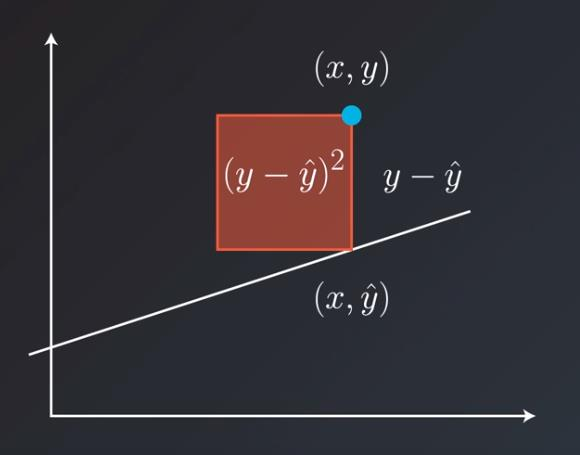 (x, y)
(y − ŷ)²
y − ŷ
(x, ŷ)